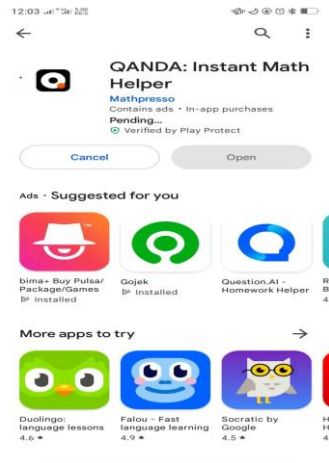 12:03
QANDA: Instant Math
Helper
Mathpresso
Contains ads • In-app purchases
Pending...
Verified by Play Protect
Cancel
Open
Ads • Suggested for you
bima+ Buy Pulsa/
Package/Games
Installed
Gojek
Installed
Question.AI -
Homework Helper
More apps to try
Duolingo:
language lessons
4.6 ★
Falou - Fast
language learning
4.9 ★
Socratic by
Google
4.5 ★